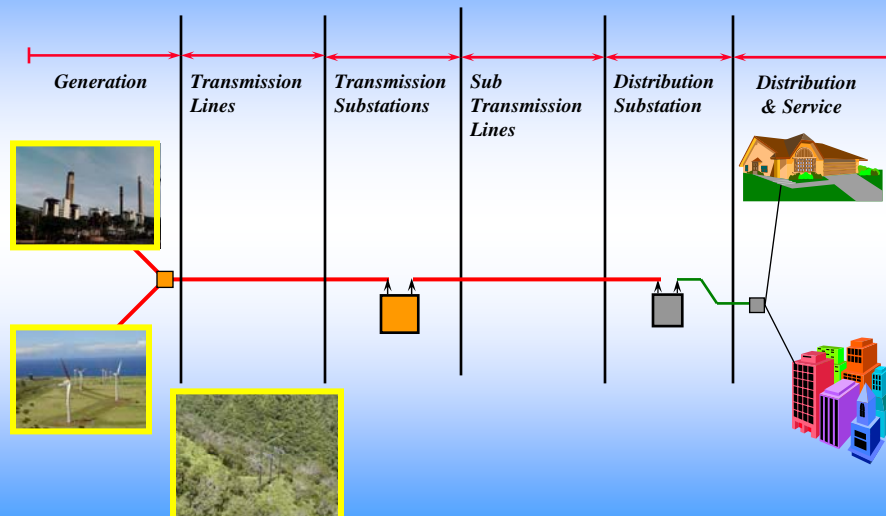 Generation
Transmission
Lines
Transmission
Substations
Sub
Transmission
Lines
Distribution
Substation
Distribution
& Service